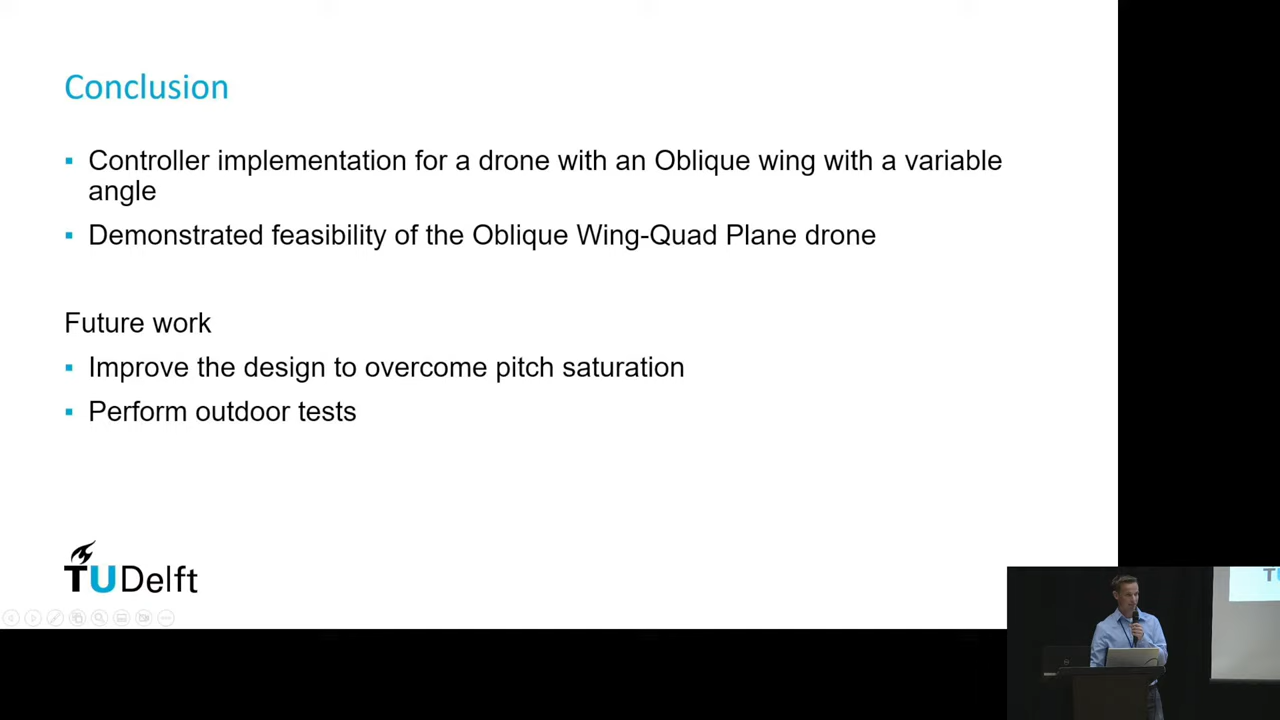 Conclusion
▪ Controller implementation for a drone with an Oblique wing with a variable
angle
▪ Demonstrated feasibility of the Oblique Wing-Quad Plane drone
Future work
▪ Improve the design to overcome pitch saturation
▪ Perform outdoor tests
TUDelft
TU